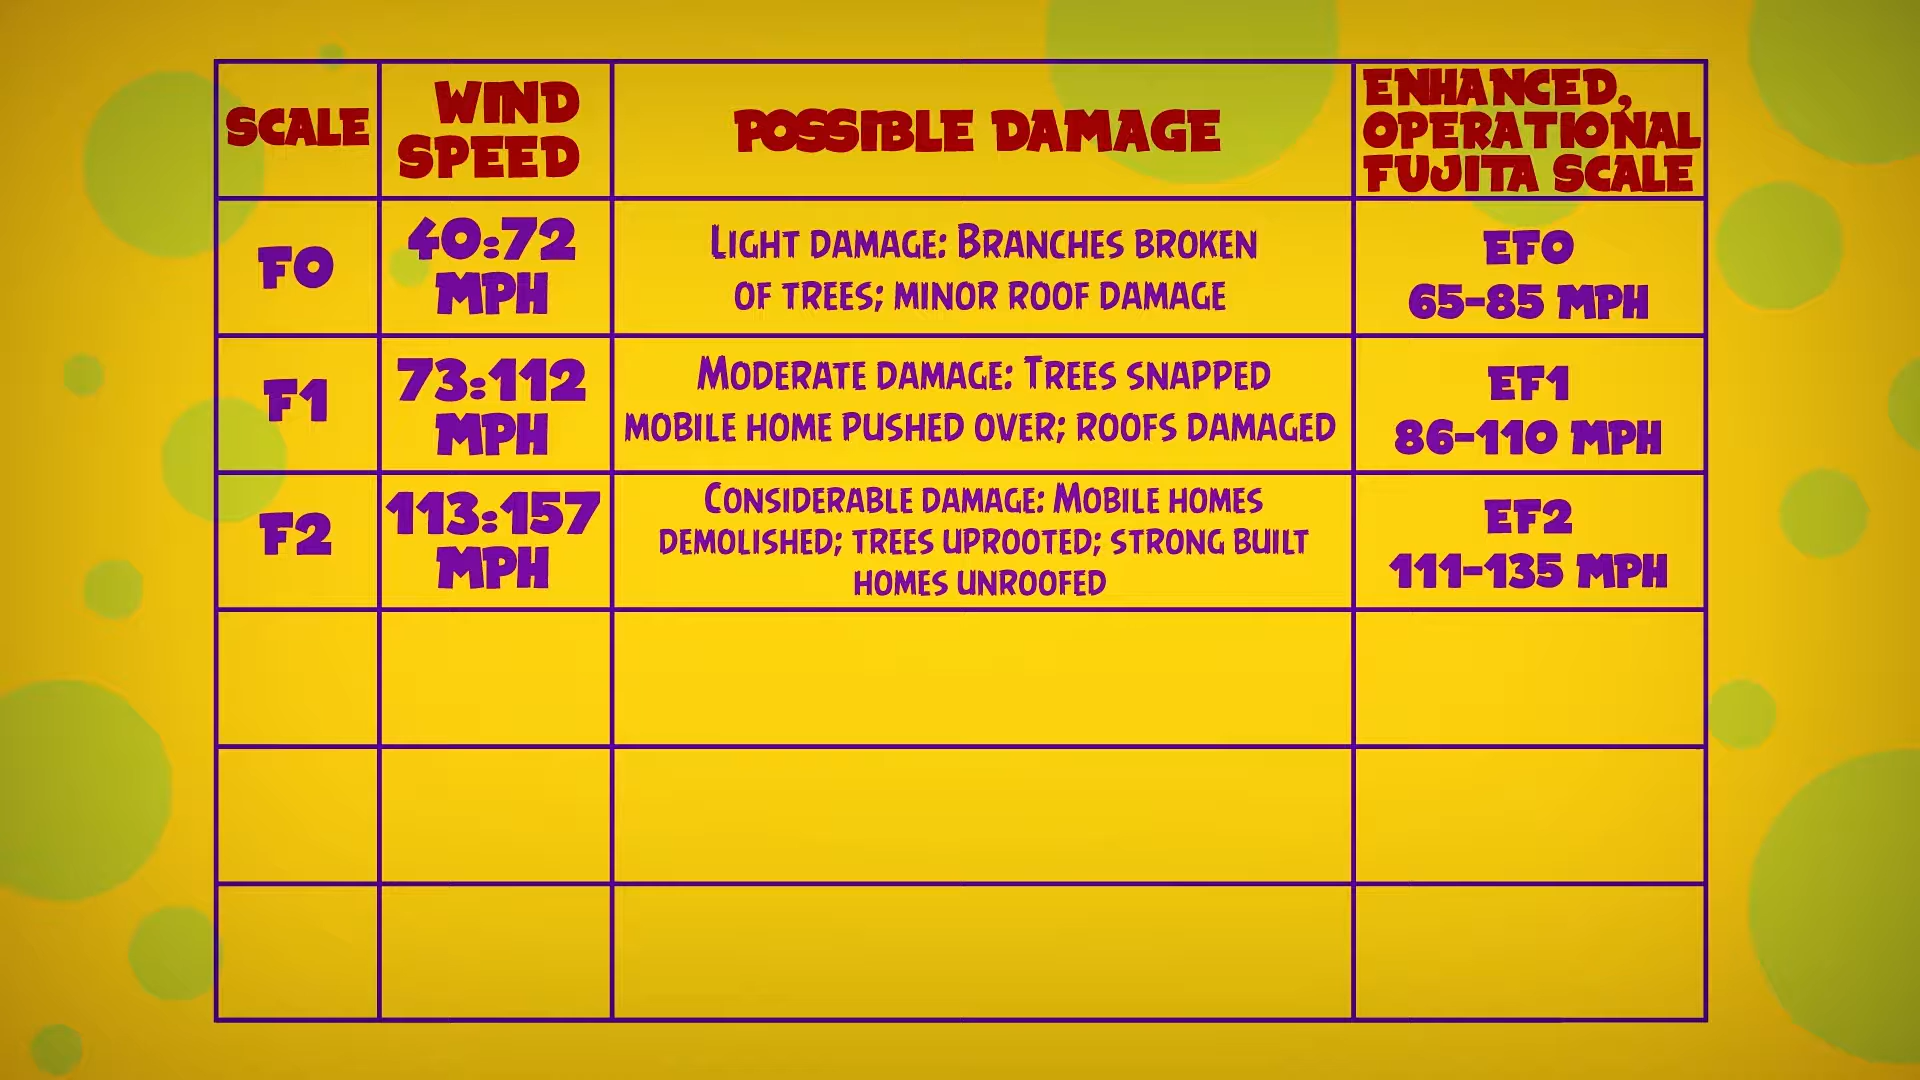 SCALE
WIND
SPEED
POSSIBLE DAMAGE
ENHANCED,
OPERATIONAL
FUJITA SCALE
F0
40:72
MPH
LIGHT DAMAGE: BRANCHES BROKEN
OF TREES; MINOR ROOF DAMAGE
EF0
65-85 MPH
F1
73:112
MPH
MODERATE DAMAGE: TREES SNAPPED
MOBILE HOME PUSHED OVER; ROOFS DAMAGED
EF1
86-110 MPH
F2
113:157
MPH
CONSIDERABLE DAMAGE: MOBILE HOMES
DEMOLISHED; TREES UPROOTED; STRONG BUILT
HOMES UNROOFED
EF2
111-135 MPH